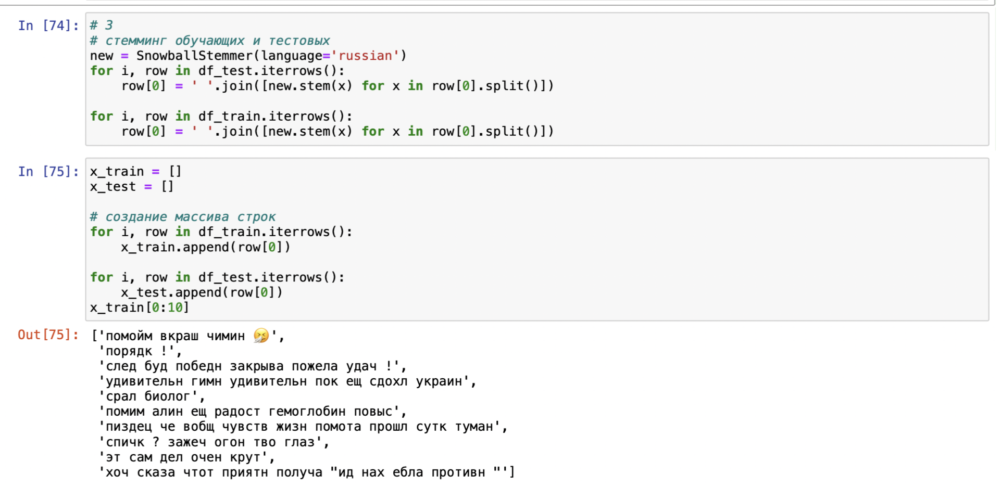 In [74]: # 3
# стемминг обучающих и тестовых
new = SnowballStemmer(language='russian')
for i, row in df_test.iterrows():
    row[0] = ' '.join([new.stem(x) for x in row[0].split()])

for i, row in df_train.iterrows():
    row[0] = ' '.join([new.stem(x) for x in row[0].split()])

In [75]: x_train = []
x_test = []

# создание массива строк
for i, row in df_train.iterrows():
    x_train.append(row[0])

for i, row in df_test.iterrows():
    x_test.append(row[0])
x_train[0:10]

Out[75]: ['помойм вкраш чимин 🤧',
'порядк !',
'след буд победн закрыва пожела удач !',
'удивительн гимн удивительн пок ещ сдохл украин',
'срал биолог',
'помим алин ещ радост гемоглобин повыс',
'пиздец че вобщ чувств жизн помота прошл сутк туман',
'спичк ? зажеч огон тво глаз',
'эт сам дел очен крут',
'хоч сказа чтот приятн получа "ид нах ебла противн "']